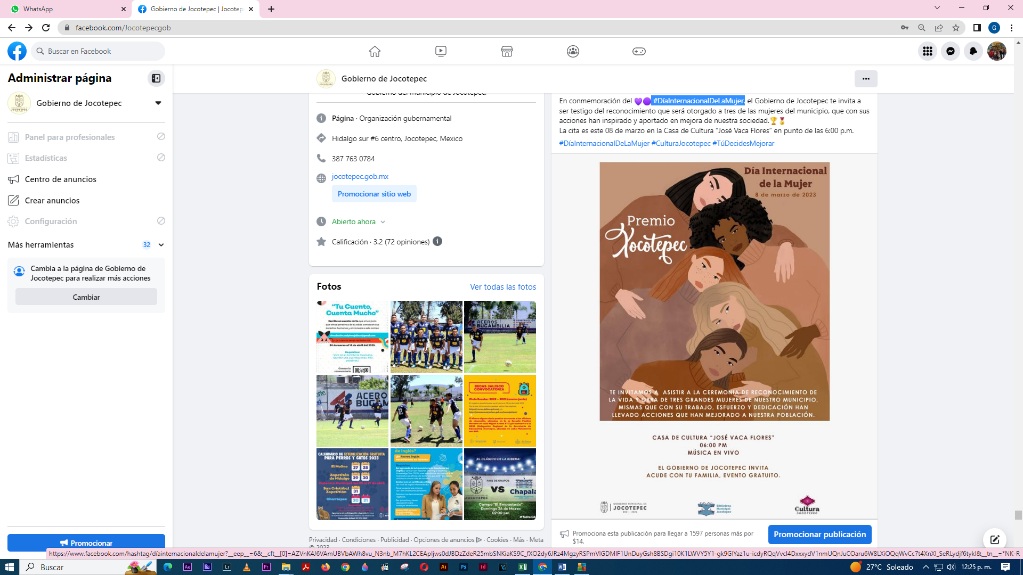 WhatsApp
Gobierno de Jocotepec | Jocotep
facebook.com/Jocotepecgob
Buscar en Facebook
Administrar página
Gobierno de Jocotepec
Panel para profesionales
Estadísticas
Centro de anuncios
Crear anuncios
Configuración
Más herramientas
32
Cambia a la página de Gobierno de
Jocotepec para realizar más acciones
Cambiar
Promocionar
Gobierno de Jocotepec
Gobierno del municipio de Jocotepec
Página · Organización gubernamental
Hidalgo sur #6 centro, Jocotepec, Mexico
387 763 0784
jocotepec.gob.mx
Promocionar sitio web
Abierto ahora
Calificación · 3.2 (72 opiniones)
Fotos
Ver todas las fotos
"Tu Cuento,
Cuenta Mucho"
VS
Chapala
Privacidad · Condiciones · Publicidad · Opciones de anuncios · Cookies · Más · Meta
© 2023
En conmemoración del #DíaInternacionalDeLaMujer, el Gobierno de Jocotepec te invita a
ser testigo del reconocimiento que será otorgado a tres de las mujeres del municipio, que con sus
acciones han inspirado y aportado en mejora de nuestra sociedad.
La cita es este 08 de marzo en la Casa de Cultura "José Vaca Flores" en punto de las 6:00 p.m.
#DíaInternacionalDeLaMujer #CulturaJocotepec #TúDecidesMejorar
Día Internacional
de la Mujer
8 de marzo de 2023
Premio
Xocotepec
TE INVITAMOS A ASISTIR A LA CEREMONIA DE RECONOCIMIENTO DE
LA VIDA Y OBRA DE TRES GRANDES MUJERES DE NUESTRO MUNICIPIO.
MISMAS QUE CON SU TRABAJO, ESFUERZO Y DEDICACIÓN HAN
LLEVADO ACCIONES QUE HAN MEJORADO A NUESTRA POBLACIÓN.
CASA DE CULTURA "JOSÉ VACA FLORES"
06:00 PM
MÚSICA EN VIVO
EL GOBIERNO DE JOCOTEPEC INVITA
ACUDE CON TU FAMILIA, EVENTO GRATUITO.
JOCOTEPEC
Cultura
Promociona esta publicación para llegar a 1597 personas más por
$14.
Promocionar publicación
Buscar
27°C Soleado
12:25 p. m.